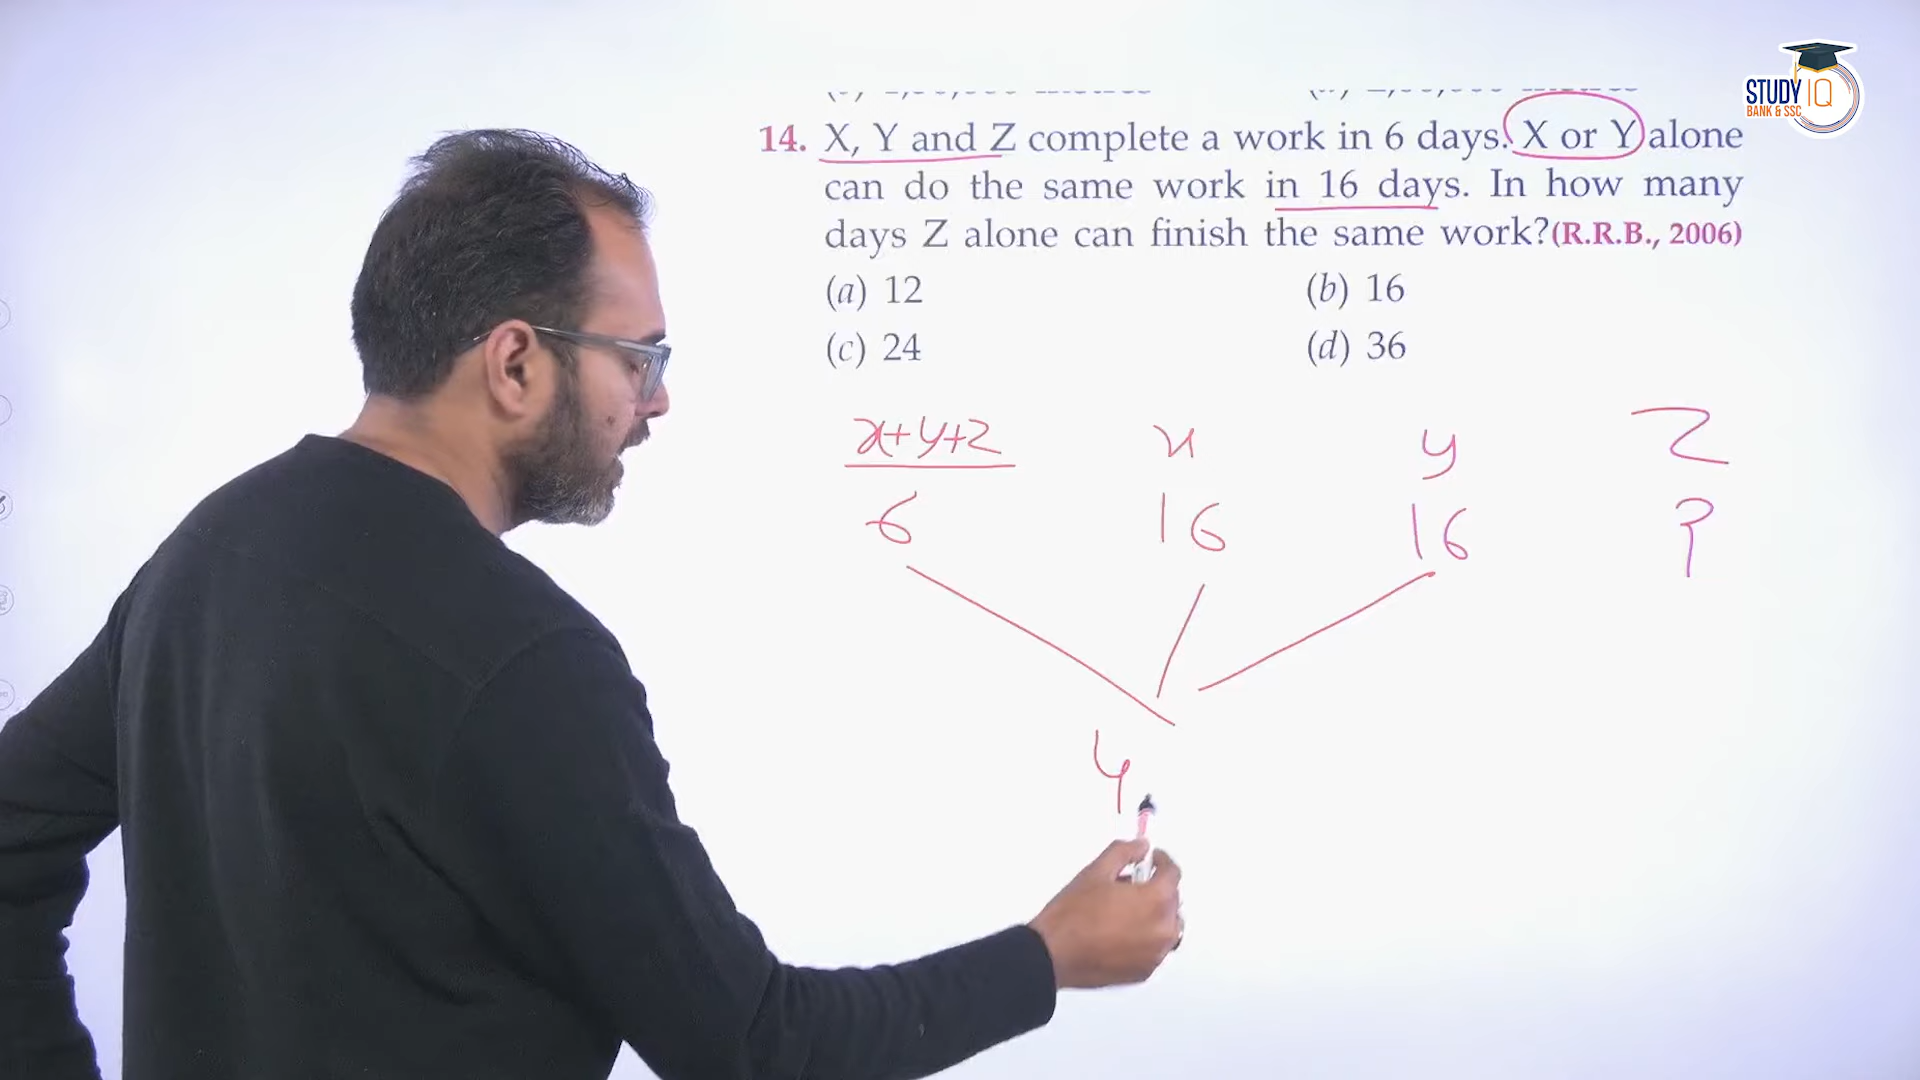 STUDY IQ
BANK & SSC
14. X, Y and Z complete a work in 6 days. X or Y alone
can do the same work in 16 days. In how many
days Z alone can finish the same work?(R.R.B., 2006)
(a) 12 (b) 16
(c) 24 (d) 36
x+y+z x y Z
6 16 16 ?
4